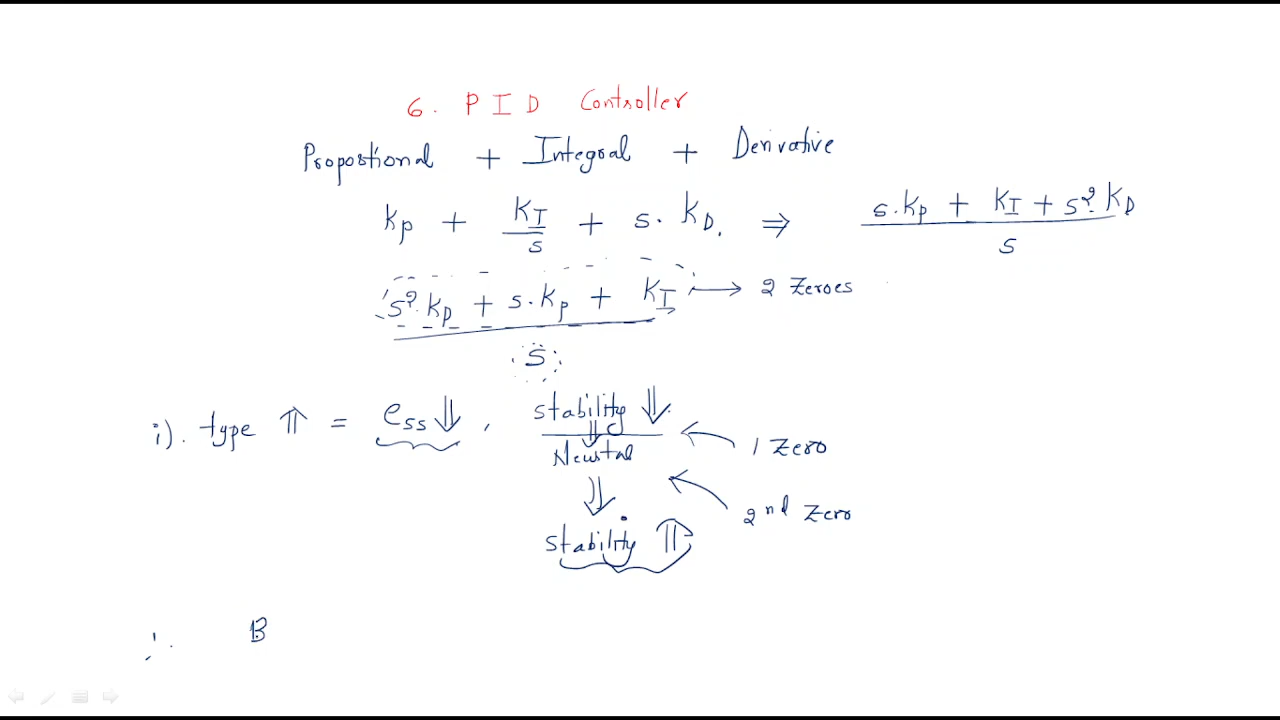 6. P I D Controller
Proportional + Integral + Derivative
Kp + KI/s + s. KD. ⇒ s.Kp + KI + s² KD / s
s².KD + s.Kp + KI / s → 2 Zeroes
i). type ⇑ = ess ⇓ , stability ⇓
Neutral ← 1 Zero
⇓ ← 2nd Zero
stability ⇑
∴ B